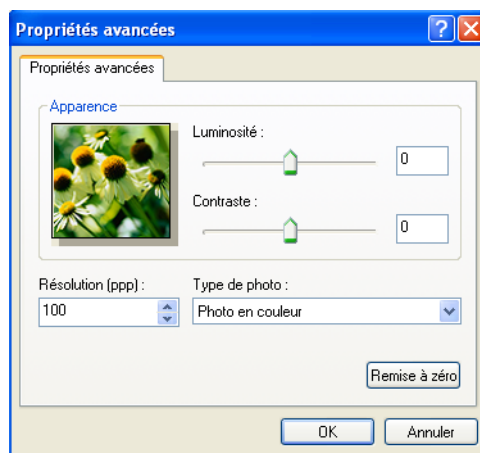 Propriétés avancées
Propriétés avancées
Apparence
Luminosité :
0
Contraste :
0
Résolution (ppp) :
Type de photo :
100
Photo en couleur
Remise à zéro
OK
Annuler